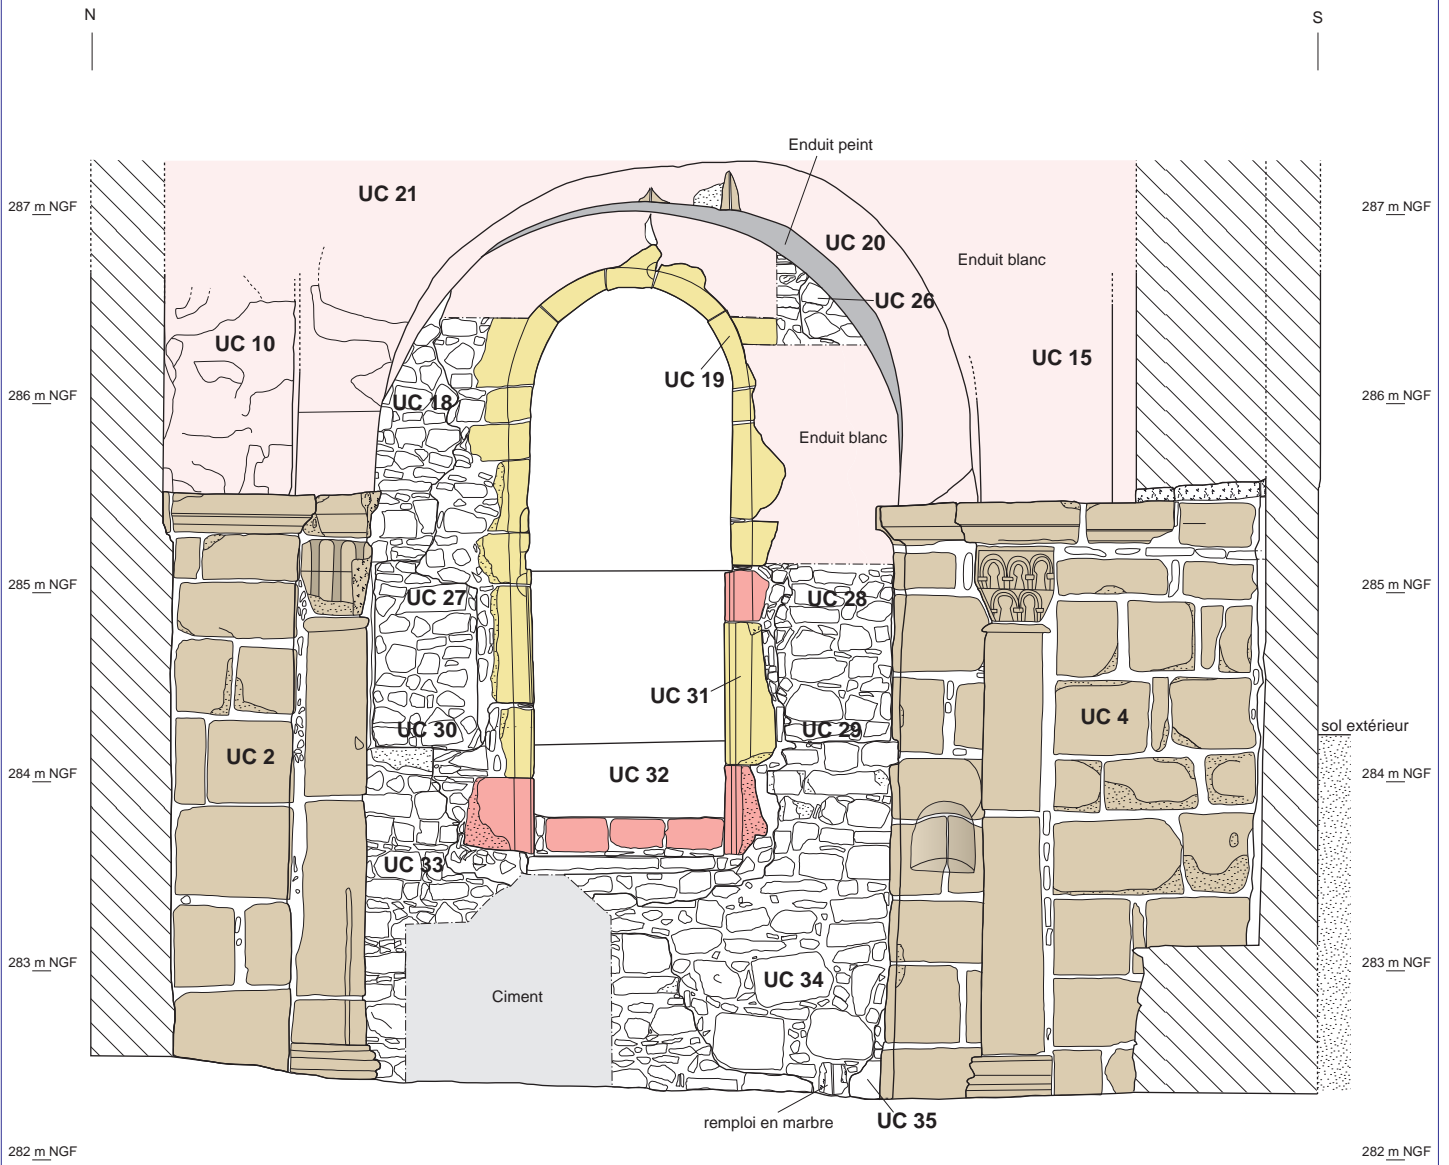 N
S
Enduit peint
UC 21
287 m NGF
287 m NGF
UC 20
Enduit blanc
UC 26
UC 10
UC 15
UC 19
286 m NGF
286 m NGF
UC 18
Enduit blanc
285 m NGF
285 m NGF
UC 27
UC 28
UC 31
UC 4
sol extérieur
UC 30
UC 29
UC 2
284 m NGF
UC 32
284 m NGF
UC 33
283 m NGF
283 m NGF
UC 34
Ciment
remploi en marbre
UC 35
282 m NGF
282 m NGF